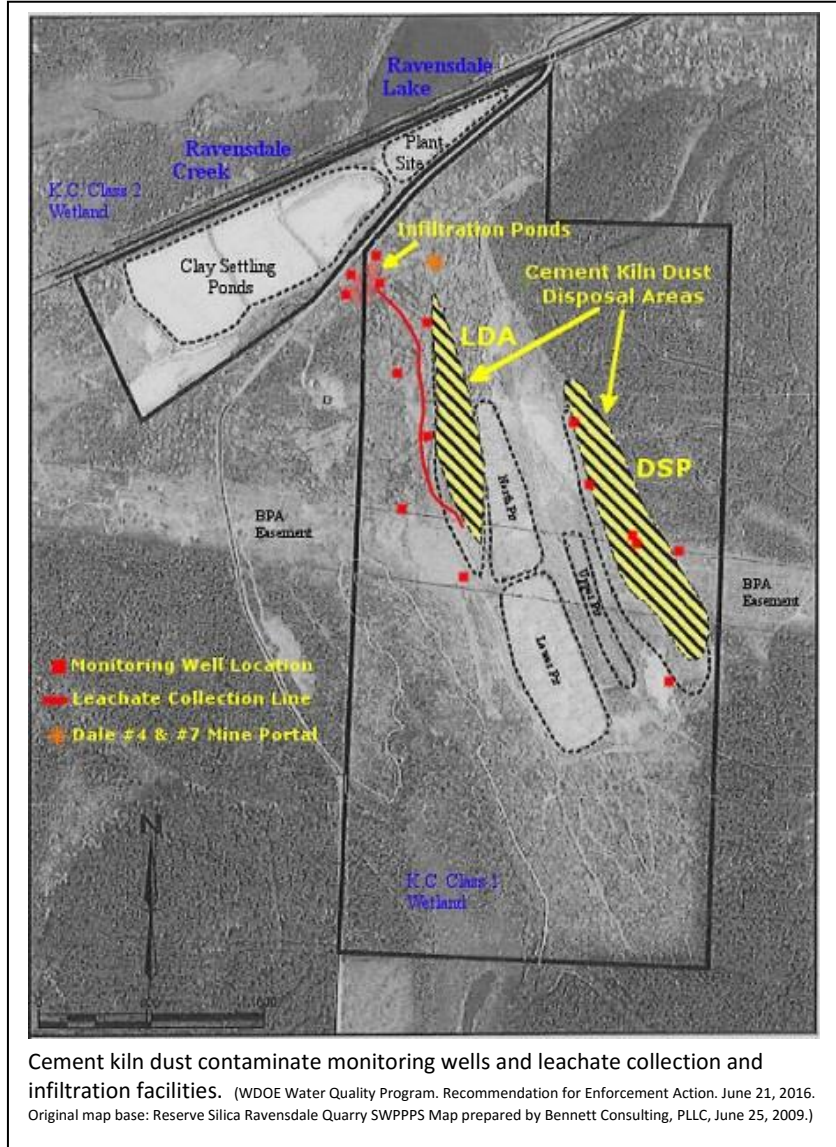 Ravensdale
Lake
Plant
Site
Ravensdale
Creek
K.C. Class 2
Wetland
Infiltration Ponds
Clay Settling
Ponds
Cement Kiln Dust
Disposal Areas
LDA
DSP
North Pit
BPA
Easement
Upper Pit
BPA
Easement
Lower Pit
Monitoring Well Location
Leachate Collection Line
Dale #4 & #7 Mine Portal
N
K.C. Class 1
Wetland
Cement kiln dust contaminate monitoring wells and leachate collection and
infiltration facilities. (WDOE Water Quality Program. Recommendation for Enforcement Action. June 21, 2016.
Original map base: Reserve Silica Ravensdale Quarry SWPPPS Map prepared by Bennett Consulting, PLLC, June 25, 2009.)